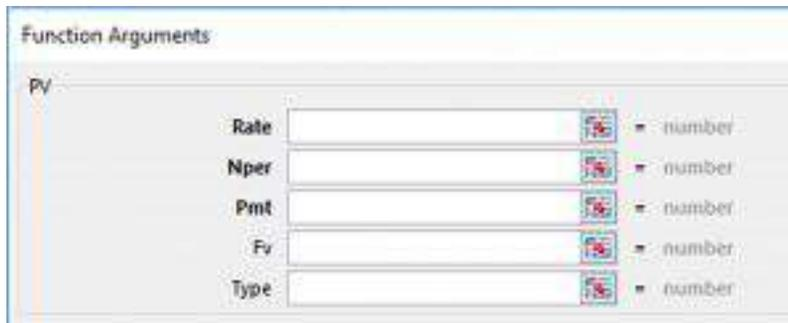 Function Arguments
PV
Rate = number
Nper = number
Pmt = number
Fv = number
Type = number